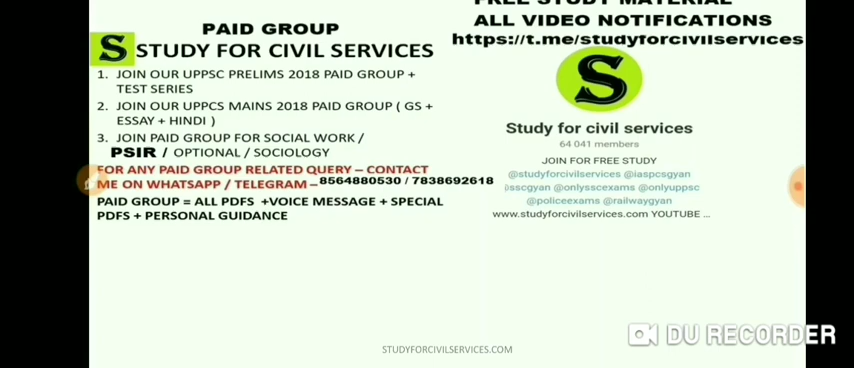 PAID GROUP
S STUDY FOR CIVIL SERVICES
1. JOIN OUR UPPSC PRELIMS 2018 PAID GROUP +
TEST SERIES
2. JOIN OUR UPPCS MAINS 2018 PAID GROUP ( GS +
ESSAY + HINDI )
3. JOIN PAID GROUP FOR SOCIAL WORK /
PSIR / OPTIONAL / SOCIOLOGY
FOR ANY PAID GROUP RELATED QUERY – CONTACT
ME ON WHATSAPP / TELEGRAM – 8564880530 / 7838692618
PAID GROUP = ALL PDFS +VOICE MESSAGE + SPECIAL
PDFS + PERSONAL GUIDANCE
FREE STUDY MATERIAL
ALL VIDEO NOTIFICATIONS
https://t.me/studyforcivilservices
S
Study for civil services
64 041 members
JOIN FOR FREE STUDY
@studyforcivilservices @iaspcsgyan
@sscgyan @onlysscexams @onlyuppsc
@policeexams @railwaygyan
www.studyforcivilservices.com YOUTUBE ...
STUDYFORCIVILSERVICES.COM
DU RECORDER